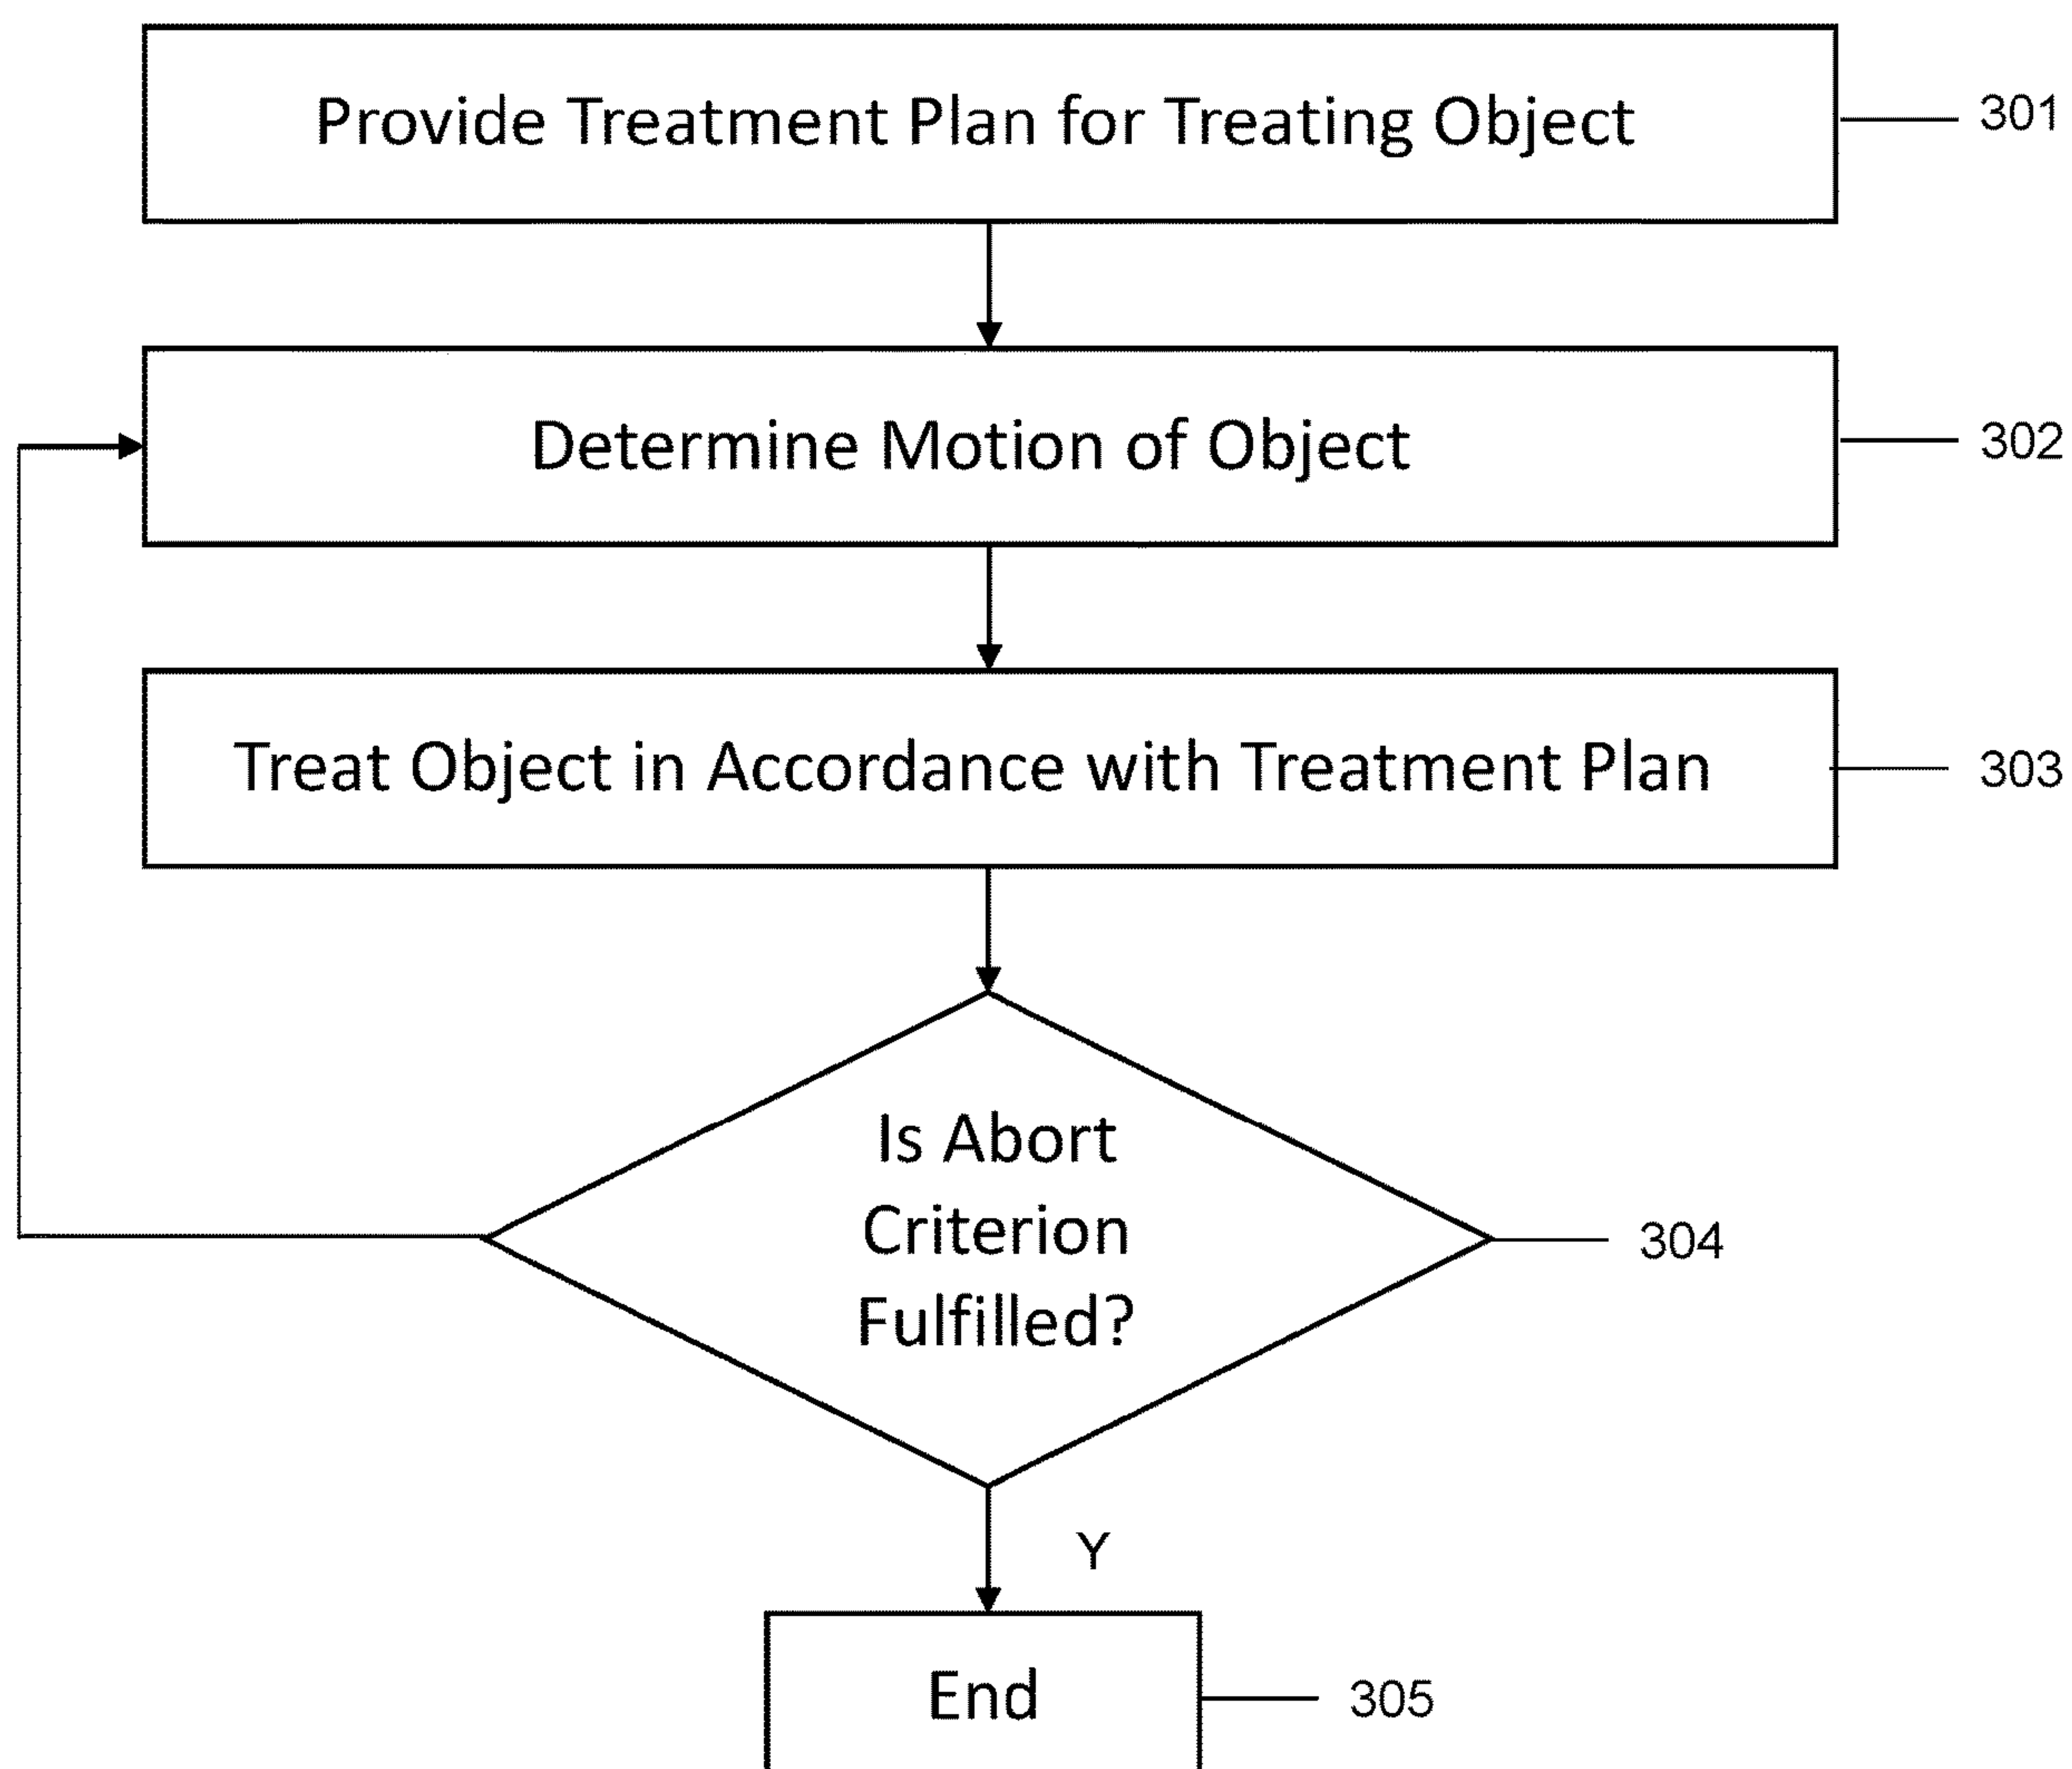 Provide Treatment Plan for Treating Object
301
Determine Motion of Object
302
Treat Object in Accordance with Treatment Plan
303
Is Abort
Criterion
Fulfilled?
304
Y
End
305